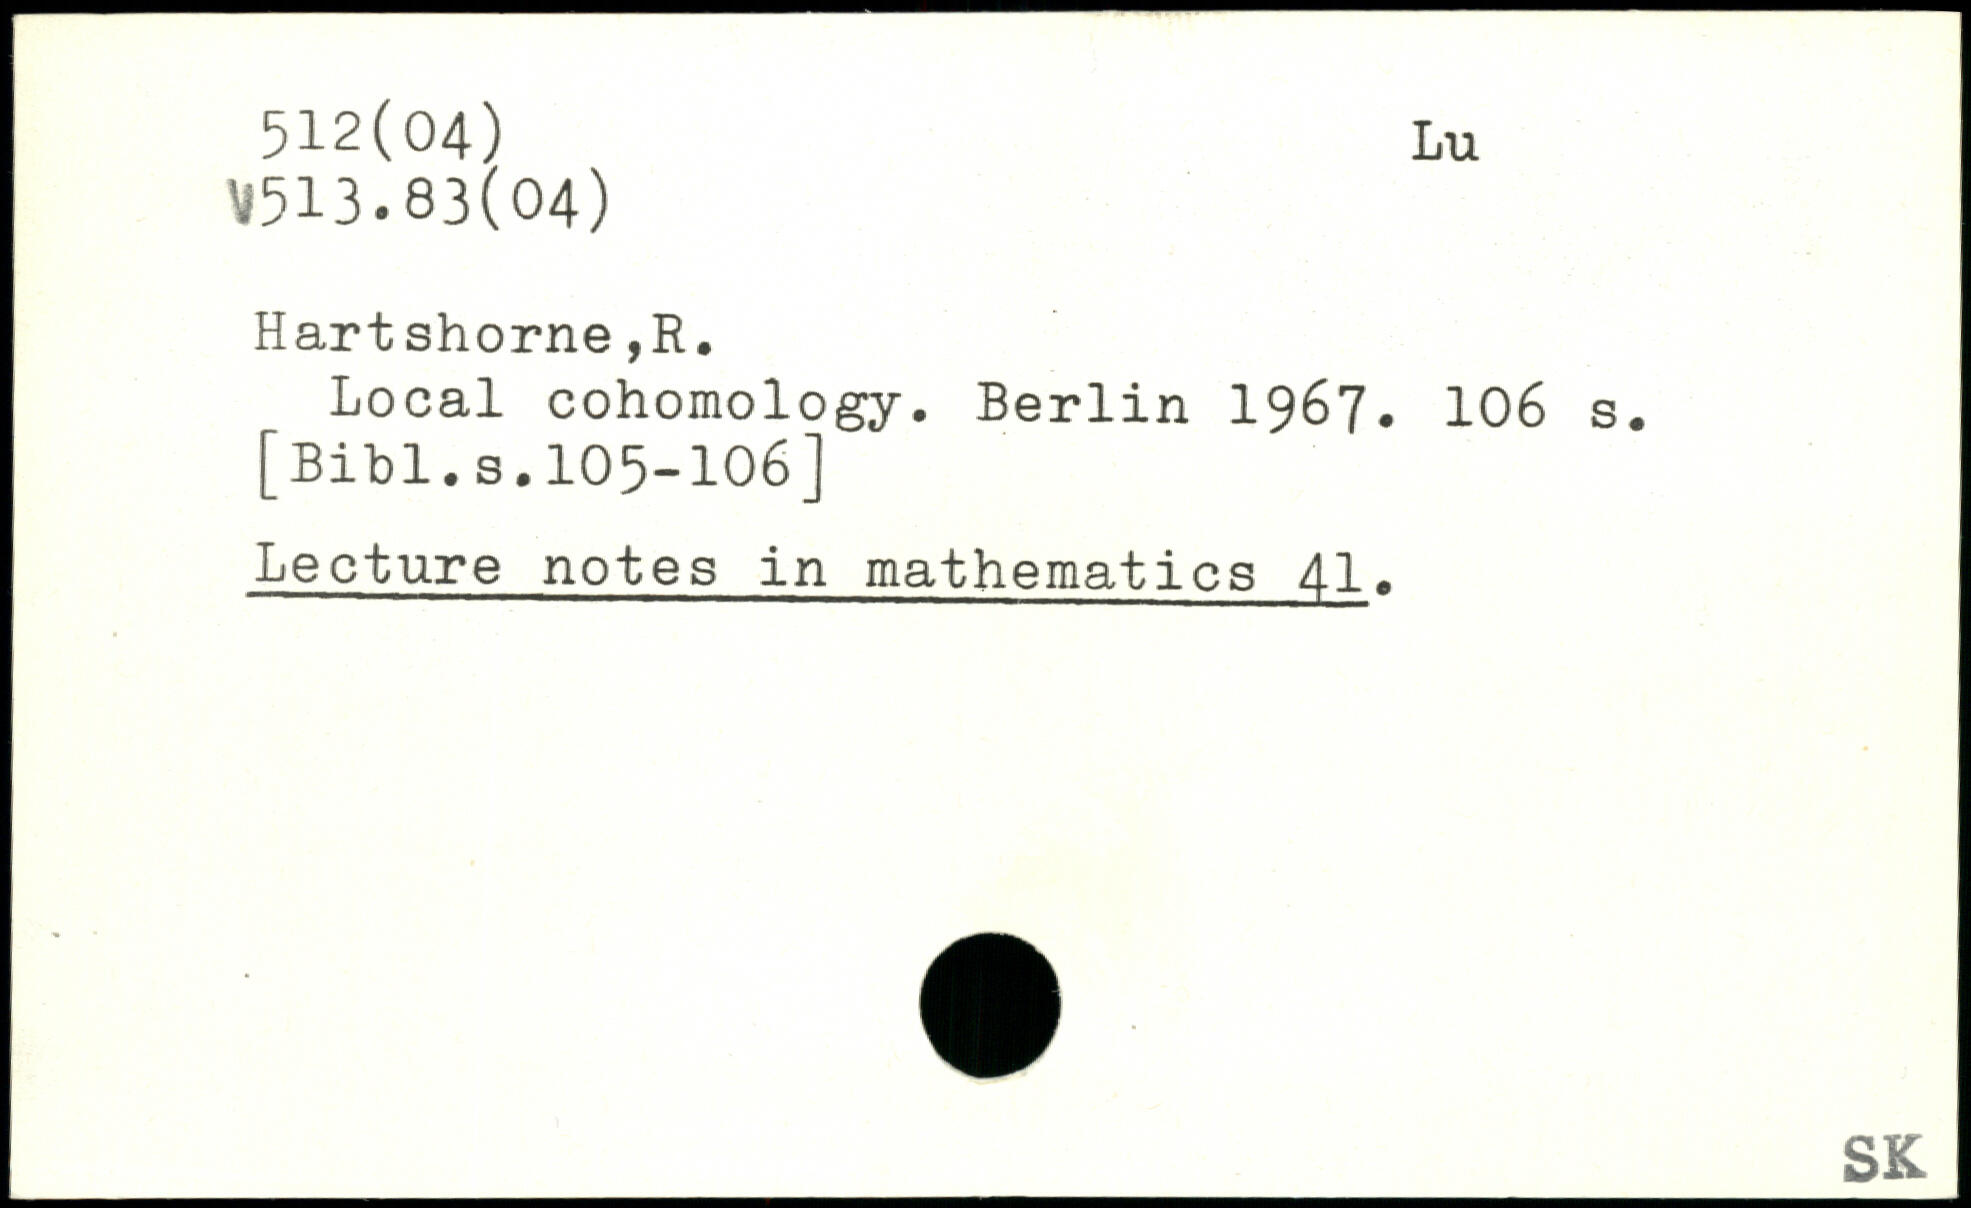 512(04) Lu
V513.83(04)
Hartshorne,R.
Local cohomology. Berlin 1967. 106 s.
[Bibl.s.105-106]
Lecture notes in mathematics 41.
SK